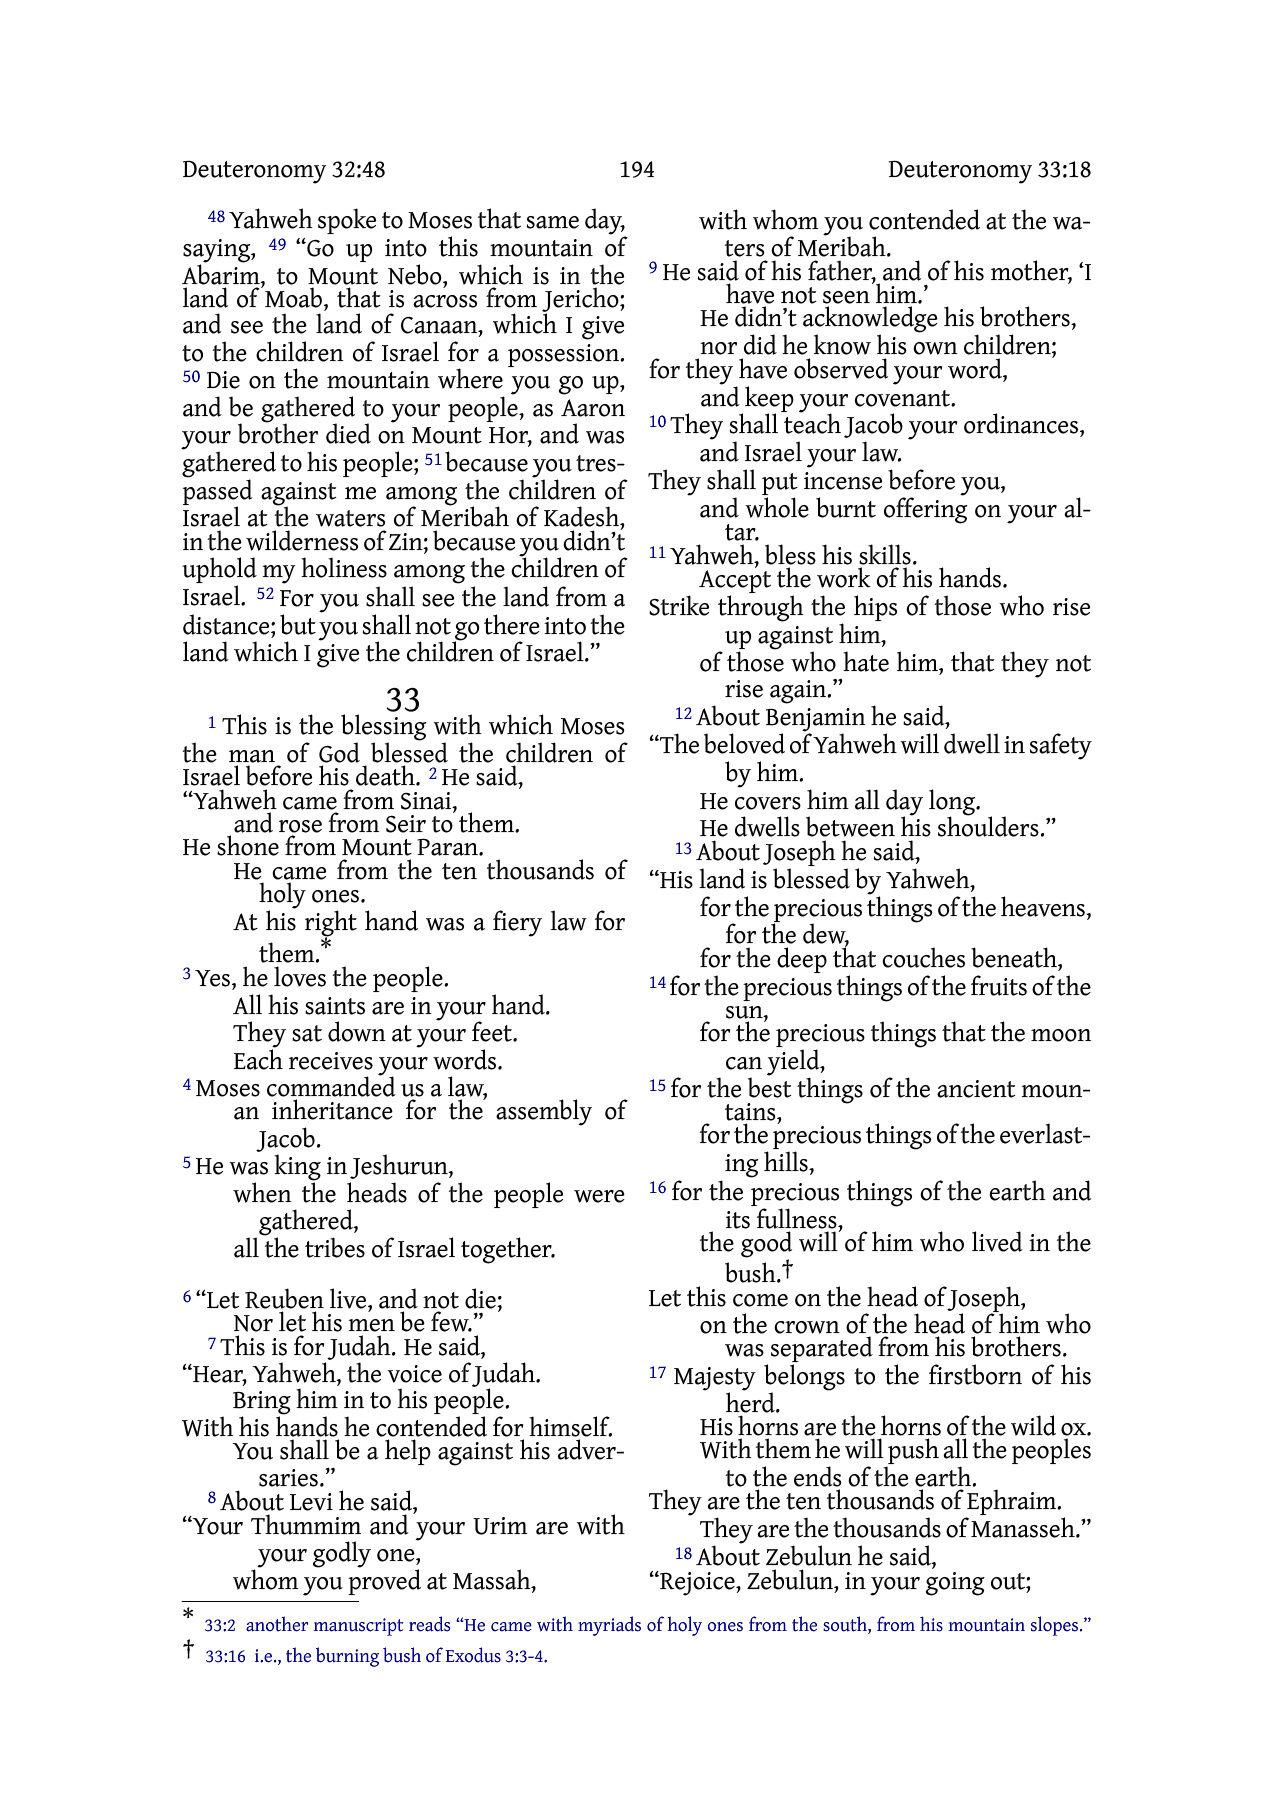 Deuteronomy 32:48 194 Deuteronomy 33:18
48 Yahweh spoke to Moses that same day,
saying, 49 “Go up into this mountain of
Abarim, to Mount Nebo, which is in the
land of Moab, that is across from Jericho;
and see the land of Canaan, which I give
to the children of Israel for a possession.
50 Die on the mountain where you go up,
and be gathered to your people, as Aaron
your brother died on Mount Hor, and was
gathered to his people; 51 because you tres-
passed against me among the children of
Israel at the waters of Meribah of Kadesh,
in the wilderness of Zin; because you didn’t
uphold my holiness among the children of
Israel. 52 For you shall see the land from a
distance; but you shall not go there into the
land which I give the children of Israel.”
33
1 This is the blessing with which Moses
the man of God blessed the children of
Israel before his death. 2 He said,
“Yahweh came from Sinai,
and rose from Seir to them.
He shone from Mount Paran.
He came from the ten thousands of
holy ones.
At his right hand was a fiery law for
them.*
3 Yes, he loves the people.
All his saints are in your hand.
They sat down at your feet.
Each receives your words.
4 Moses commanded us a law,
an inheritance for the assembly of
Jacob.
5 He was king in Jeshurun,
when the heads of the people were
gathered,
all the tribes of Israel together.
6 “Let Reuben live, and not die;
Nor let his men be few.”
7 This is for Judah. He said,
“Hear, Yahweh, the voice of Judah.
Bring him in to his people.
With his hands he contended for himself.
You shall be a help against his adver-
saries.”
8 About Levi he said,
“Your Thummim and your Urim are with
your godly one,
whom you proved at Massah,
with whom you contended at the wa-
ters of Meribah.
9 He said of his father, and of his mother, ‘I
have not seen him.’
He didn’t acknowledge his brothers,
nor did he know his own children;
for they have observed your word,
and keep your covenant.
10 They shall teach Jacob your ordinances,
and Israel your law.
They shall put incense before you,
and whole burnt offering on your al-
tar.
11 Yahweh, bless his skills.
Accept the work of his hands.
Strike through the hips of those who rise
up against him,
of those who hate him, that they not
rise again.”
12 About Benjamin he said,
“The beloved of Yahweh will dwell in safety
by him.
He covers him all day long.
He dwells between his shoulders.”
13 About Joseph he said,
“His land is blessed by Yahweh,
for the precious things of the heavens,
for the dew,
for the deep that couches beneath,
14 for the precious things of the fruits of the
sun,
for the precious things that the moon
can yield,
15 for the best things of the ancient moun-
tains,
for the precious things of the everlast-
ing hills,
16 for the precious things of the earth and
its fullness,
the good will of him who lived in the
bush.†
Let this come on the head of Joseph,
on the crown of the head of him who
was separated from his brothers.
17 Majesty belongs to the firstborn of his
herd.
His horns are the horns of the wild ox.
With them he will push all the peoples
to the ends of the earth.
They are the ten thousands of Ephraim.
They are the thousands of Manasseh.”
18 About Zebulun he said,
“Rejoice, Zebulun, in your going out;
* 33:2 another manuscript reads “He came with myriads of holy ones from the south, from his mountain slopes.”
† 33:16 i.e., the burning bush of Exodus 3:3-4.